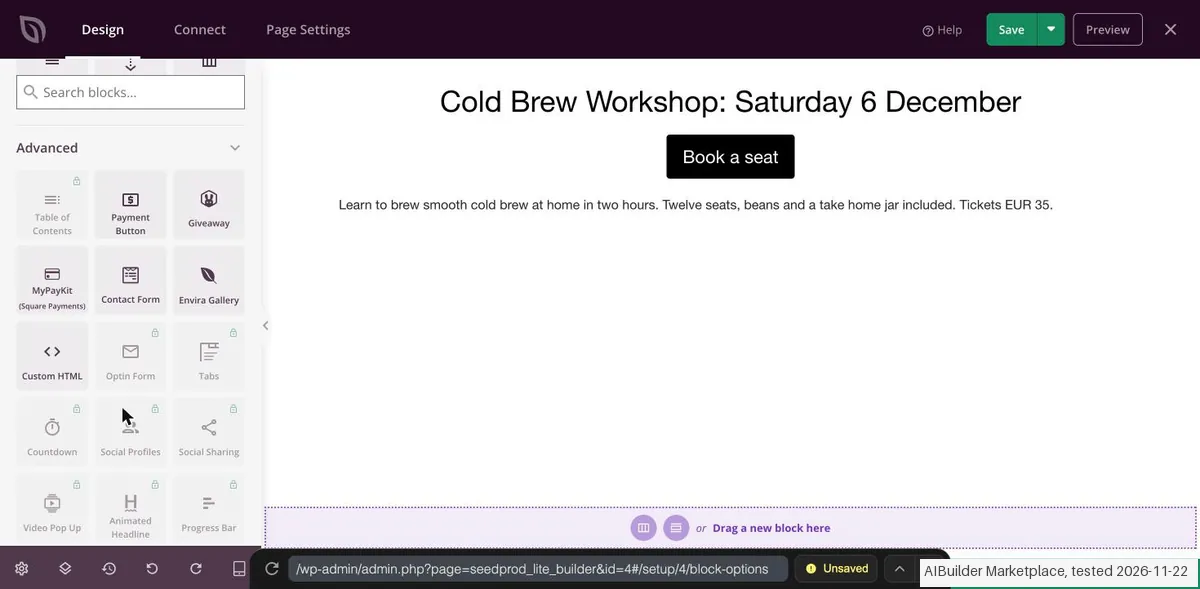 Design
Connect
Page Settings
Help
Save
Preview
Search blocks...
Advanced
Table of
Contents
Payment
Button
Giveaway
MyPayKit
(Square Payments)
Contact Form
Envira Gallery
Custom HTML
Optin Form
Tabs
Countdown
Social Profiles
Social Sharing
Video Pop Up
Animated
Headline
Progress Bar
Cold Brew Workshop: Saturday 6 December
Book a seat
Learn to brew smooth cold brew at home in two hours. Twelve seats, beans and a take home jar included. Tickets EUR 35.
or Drag a new block here
/wp-admin/admin.php?page=seedprod_lite_builder&id=4#/setup/4/block-options
Unsaved
AIBuilder Marketplace, tested 2026-11-22